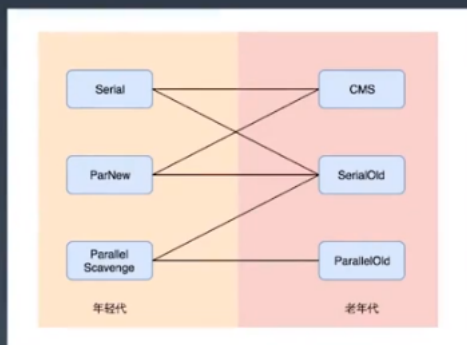 Serial
CMS
ParNew
SerialOld
Parallel
Scavenge
ParallelOld
年轻代
老年代